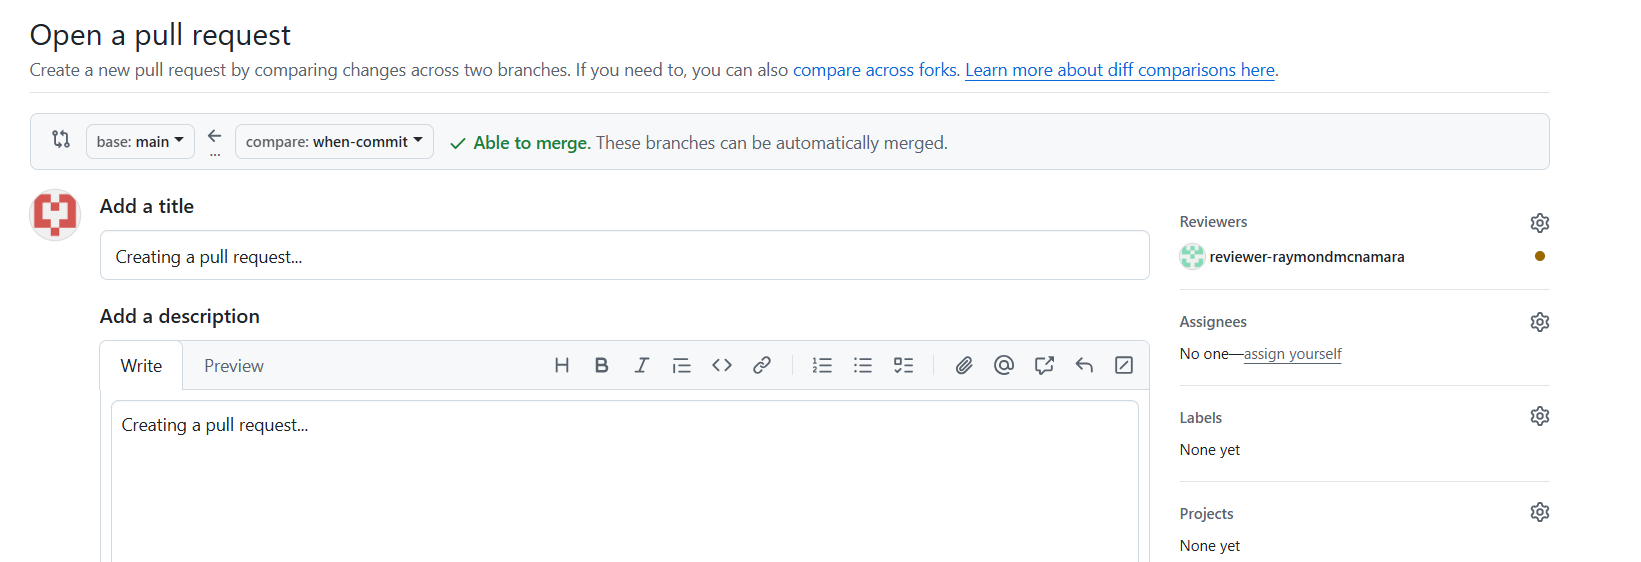 Open a pull request
Create a new pull request by comparing changes across two branches. If you need to, you can also compare across forks. Learn more about diff comparisons here.
base: main
...
compare: when-commit
Able to merge. These branches can be automatically merged.
Add a title
Creating a pull request...
Add a description
Write
Preview
Creating a pull request...
Reviewers
reviewer-raymondmcnamara
Assignees
No one—assign yourself
Labels
None yet
Projects
None yet